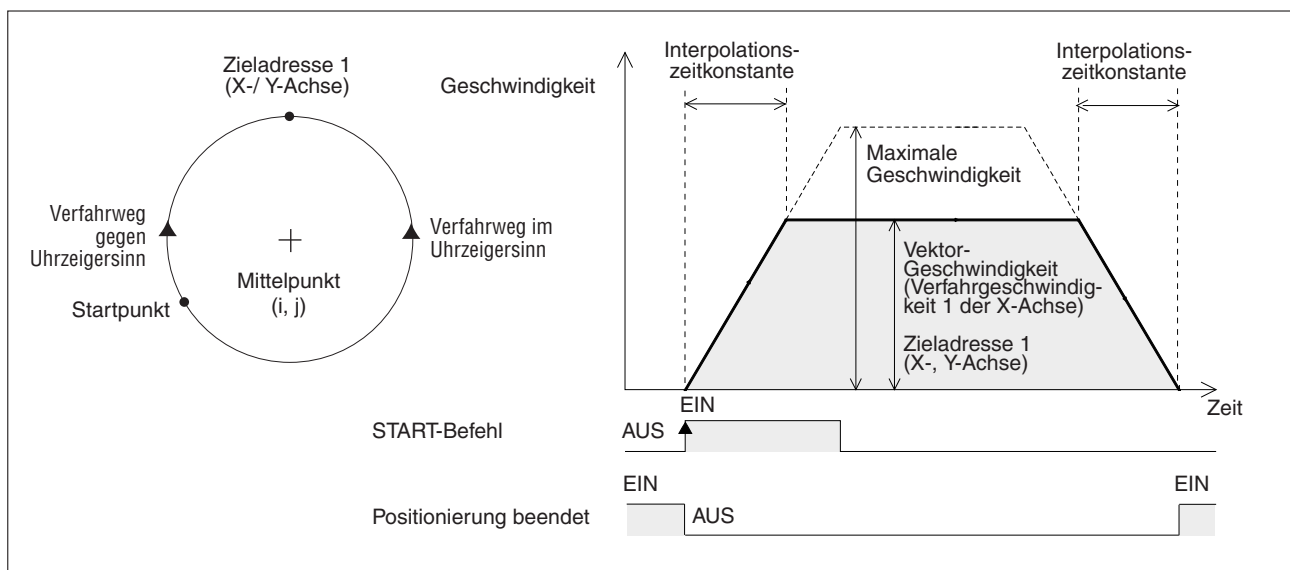 Zieladresse 1
(X-/ Y-Achse)
Verfahrweg
gegen
Uhrzeigersinn
Verfahrweg im
Uhrzeigersinn
Mittelpunkt
(i, j)
Startpunkt
Geschwindigkeit
Interpolations-
zeitkonstante
Interpolations-
zeitkonstante
Maximale
Geschwindigkeit
Vektor-
Geschwindigkeit
(Verfahrgeschwindig-
keit 1 der X-Achse)
Zieladresse 1
(X-, Y-Achse)
Zeit
START-Befehl
AUS
EIN
Positionierung beendet
EIN
AUS
EIN